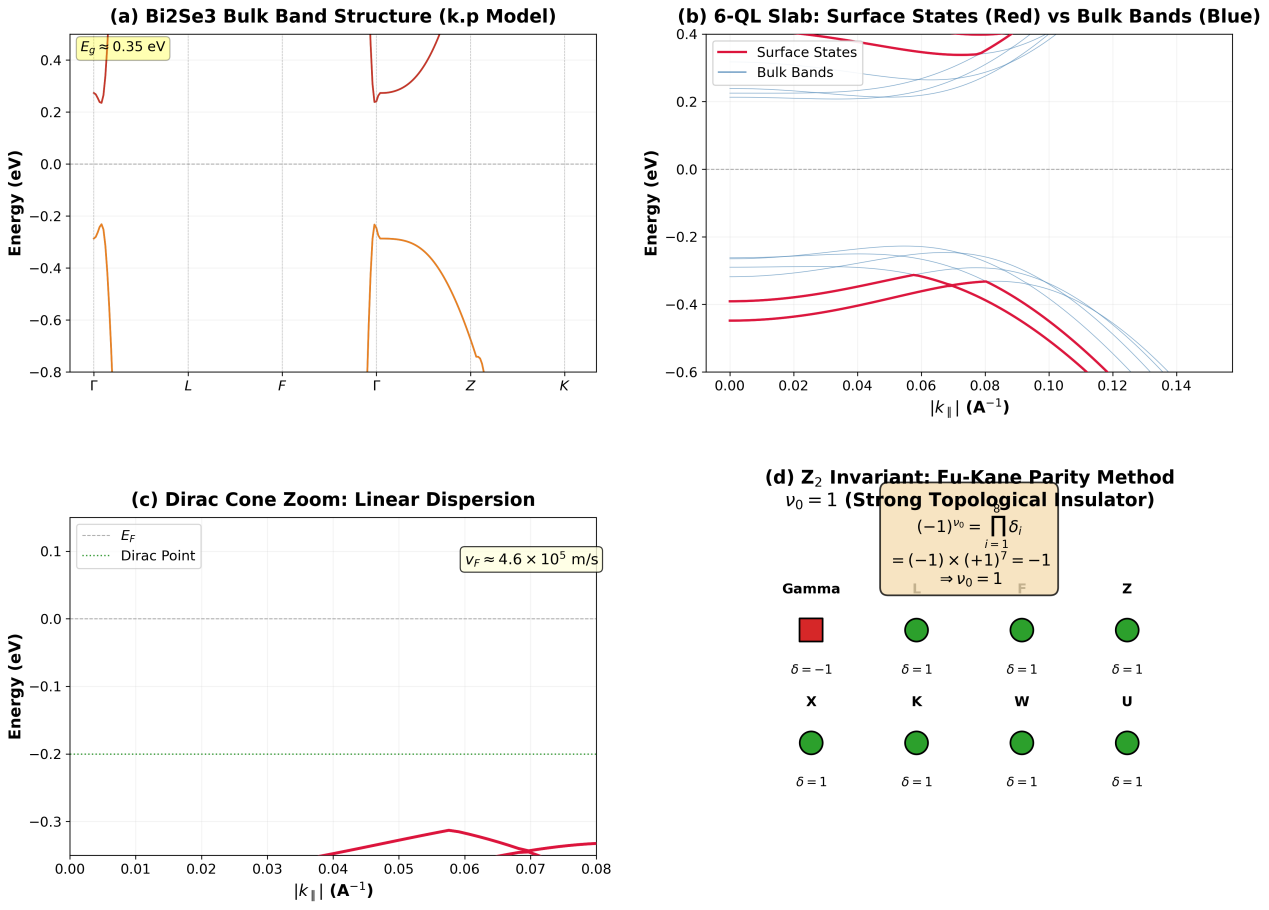 (a) Bi2Se3 Bulk Band Structure (k.p Model)
E_g ≈ 0.35 eV
Energy (eV)
0.4
0.2
0.0
−0.2
−0.4
−0.6
−0.8
Γ L F Γ Z K
(b) 6-QL Slab: Surface States (Red) vs Bulk Bands (Blue)
Surface States
Bulk Bands
Energy (eV)
0.4
0.2
0.0
−0.2
−0.4
−0.6
0.00 0.02 0.04 0.06 0.08 0.10 0.12 0.14
|k∥| (A⁻¹)
(c) Dirac Cone Zoom: Linear Dispersion
E_F
Dirac Point
v_F ≈ 4.6 × 10⁵ m/s
Energy (eV)
0.1
0.0
−0.1
−0.2
−0.3
0.00 0.01 0.02 0.03 0.04 0.05 0.06 0.07 0.08
|k∥| (A⁻¹)
(d) Z₂ Invariant: Fu-Kane Parity Method
ν₀ = 1 (Strong Topological Insulator)
(−1)^ν₀ = ∏_{i=1}^{8} δ_i
= (−1) × (+1)⁷ = −1
⇒ ν₀ = 1
Gamma L F Z
δ = −1 δ = 1 δ = 1 δ = 1
X K W U
δ = 1 δ = 1 δ = 1 δ = 1